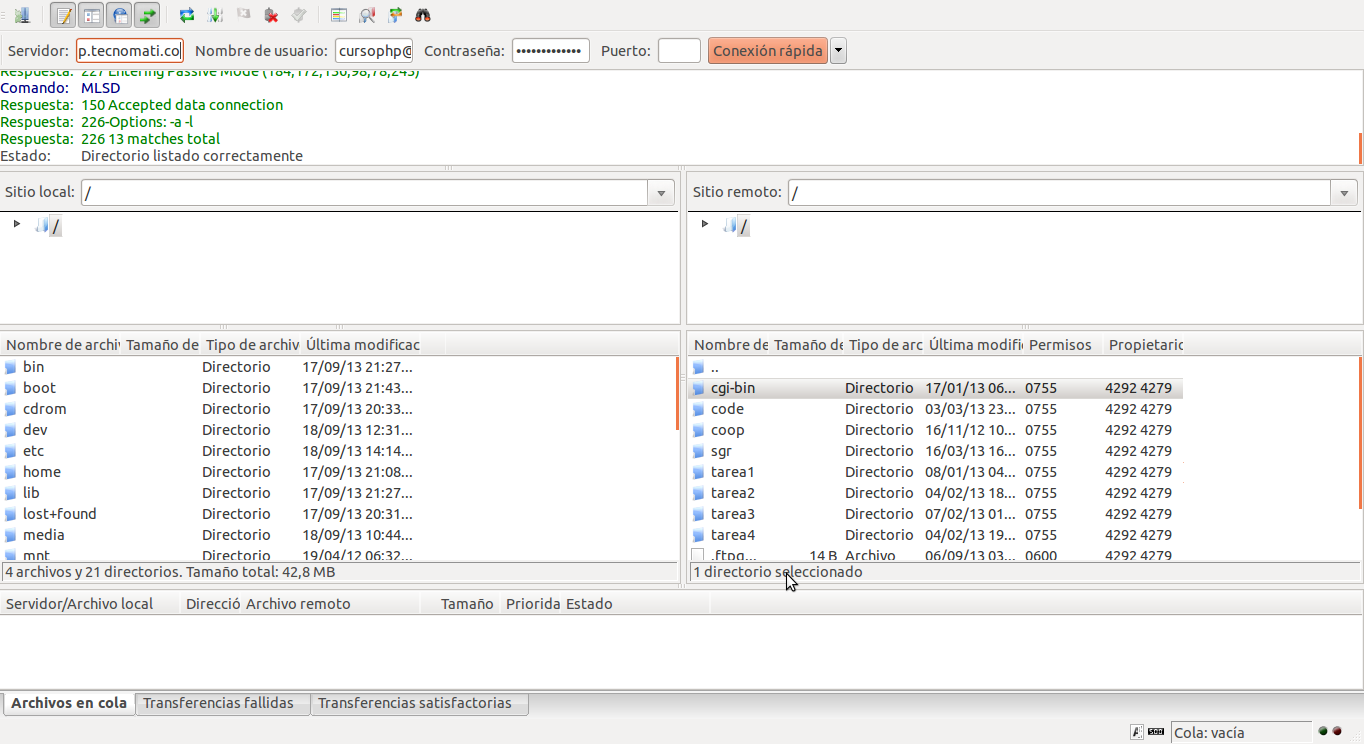 Servidor: p.tecnomati.co Nombre de usuario: cursophp@ Contraseña: ••••••••••••• Puerto: Conexión rápida
Respuesta: 227 Entering Passive Mode (184,172,130,98,78,243)
Comando: MLSD
Respuesta: 150 Accepted data connection
Respuesta: 226-Options: -a -l
Respuesta: 226 13 matches total
Estado: Directorio listado correctamente
Sitio local: /
/
Nombre de archiv Tamaño de Tipo de archiv Última modificac
bin Directorio 17/09/13 21:27...
boot Directorio 17/09/13 21:43...
cdrom Directorio 17/09/13 20:33...
dev Directorio 18/09/13 12:31...
etc Directorio 18/09/13 14:14...
home Directorio 17/09/13 21:08...
lib Directorio 17/09/13 21:27...
lost+found Directorio 17/09/13 20:31...
media Directorio 18/09/13 10:44...
mnt Directorio 19/04/12 06:32...
4 archivos y 21 directorios. Tamaño total: 42,8 MB
Sitio remoto: /
/
Nombre de Tamaño de Tipo de arc Última modifi Permisos Propietaric
..
cgi-bin Directorio 17/01/13 06... 0755 4292 4279
code Directorio 03/03/13 23... 0755 4292 4279
coop Directorio 16/11/12 10... 0755 4292 4279
sgr Directorio 16/03/13 16... 0755 4292 4279
tarea1 Directorio 08/01/13 04... 0755 4292 4279
tarea2 Directorio 04/02/13 18... 0755 4292 4279
tarea3 Directorio 07/02/13 01... 0755 4292 4279
tarea4 Directorio 04/02/13 19... 0755 4292 4279
.ftpq... 14 B Archivo 06/09/13 03... 0600 4292 4279
1 directorio seleccionado
Servidor/Archivo local Direcció Archivo remoto Tamaño Priorida Estado
Archivos en cola Transferencias fallidas Transferencias satisfactorias
Cola: vacía